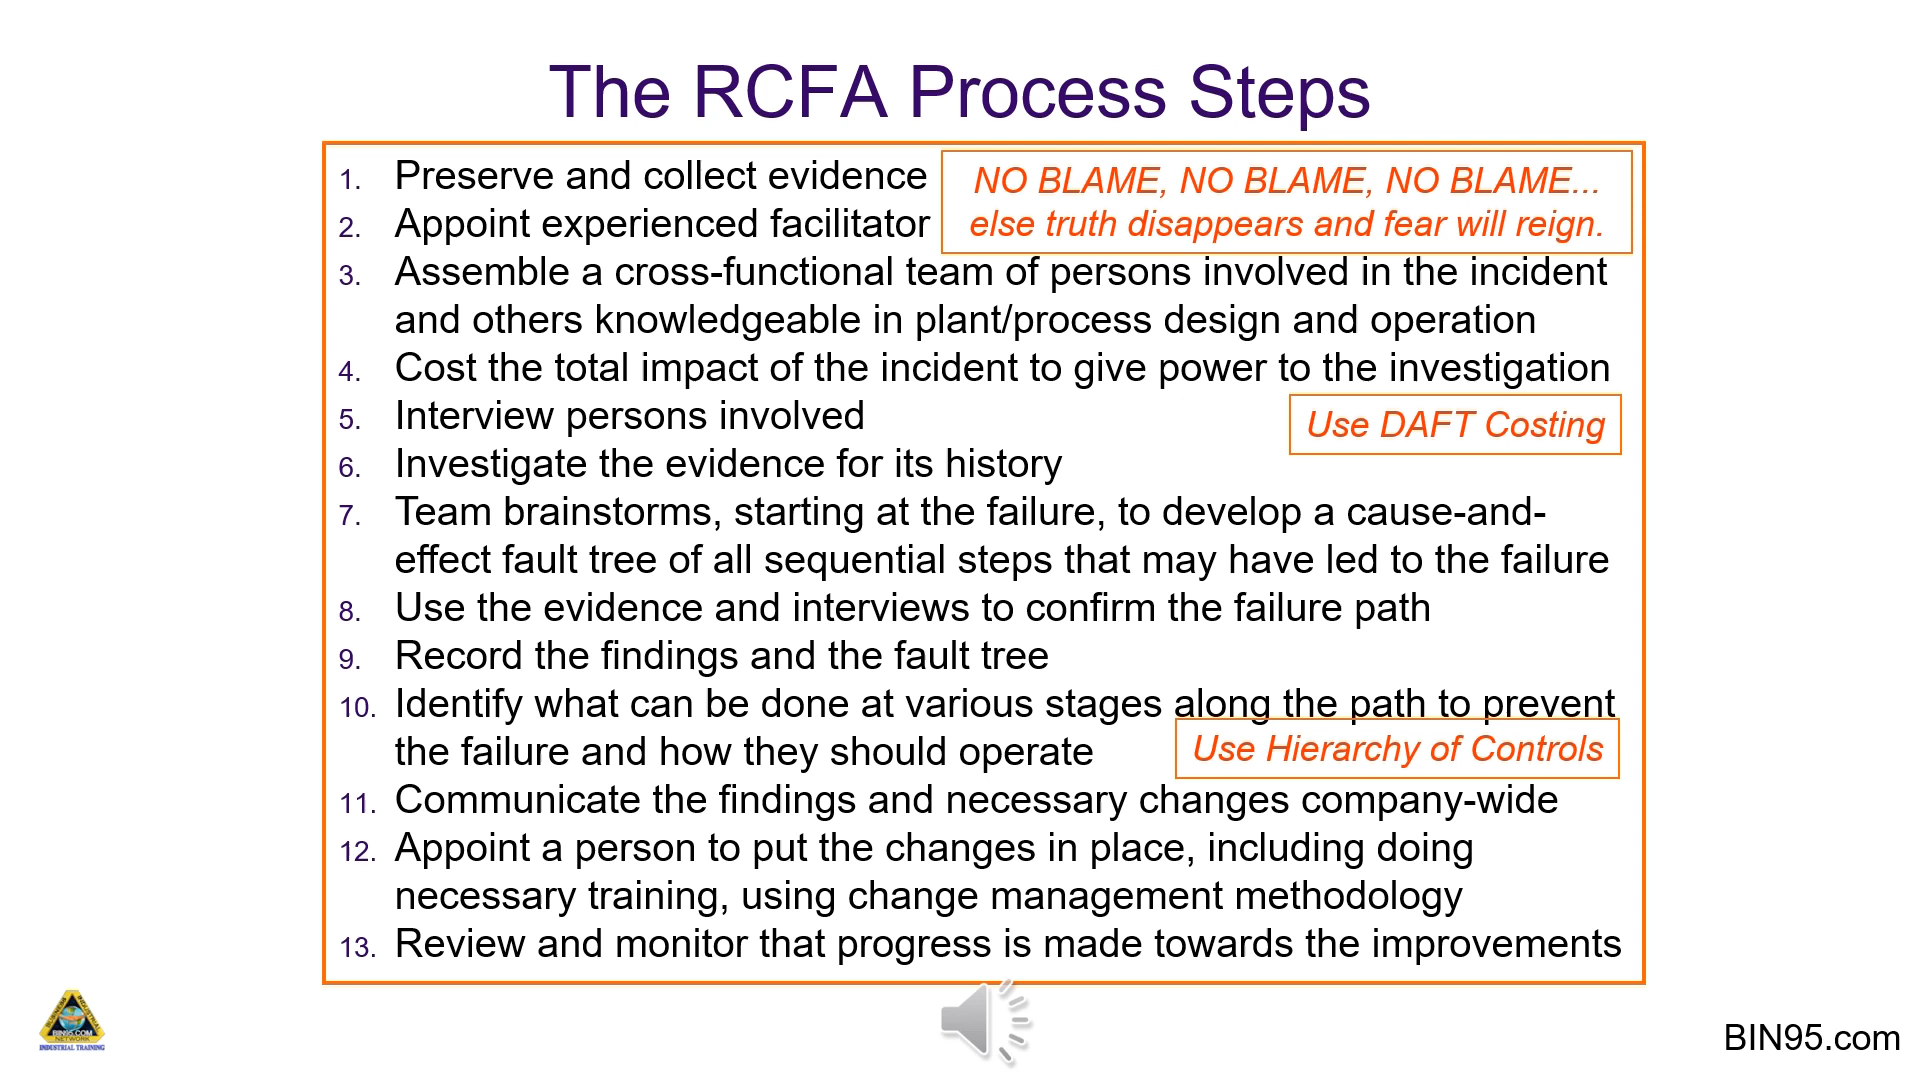 The RCFA Process Steps
1. Preserve and collect evidence
NO BLAME, NO BLAME, NO BLAME...
else truth disappears and fear will reign.
2. Appoint experienced facilitator
3. Assemble a cross-functional team of persons involved in the incident
and others knowledgeable in plant/process design and operation
4. Cost the total impact of the incident to give power to the investigation
5. Interview persons involved
Use DAFT Costing
6. Investigate the evidence for its history
7. Team brainstorms, starting at the failure, to develop a cause-and-
effect fault tree of all sequential steps that may have led to the failure
8. Use the evidence and interviews to confirm the failure path
9. Record the findings and the fault tree
10. Identify what can be done at various stages along the path to prevent
the failure and how they should operate
Use Hierarchy of Controls
11. Communicate the findings and necessary changes company-wide
12. Appoint a person to put the changes in place, including doing
necessary training, using change management methodology
13. Review and monitor that progress is made towards the improvements
BUSINESS INDUSTRIAL
BIN95.COM
NETWORK
INDUSTRIAL TRAINING
BIN95.com